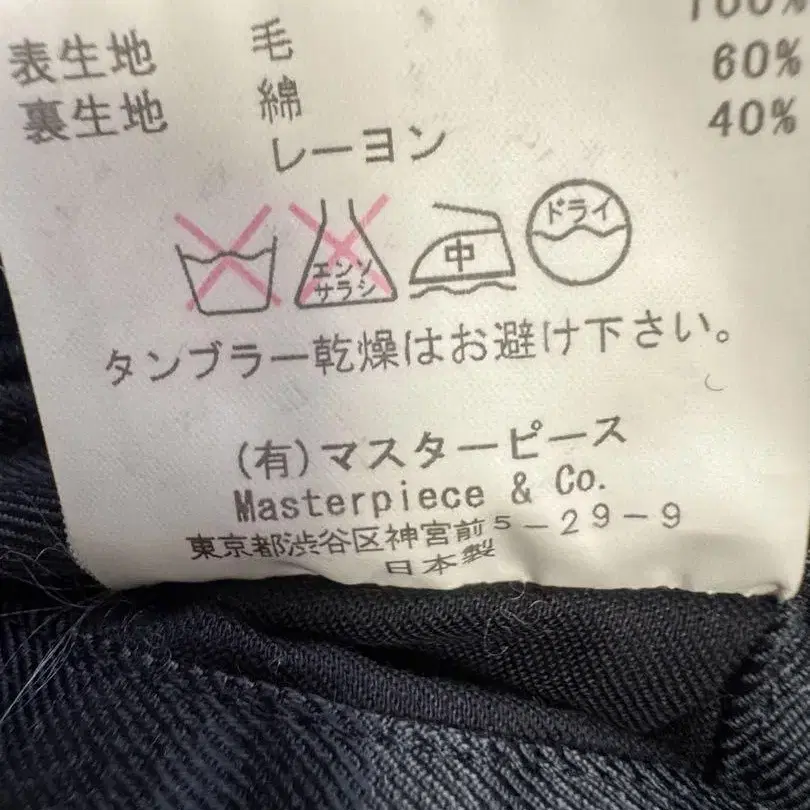 100%
表生地 毛 60%
裏生地 綿 40%
レーヨン
エンソ
サラシ
中
ドライ
タンブラー乾燥はお避け下さい。
(有)マスターピース
Masterpiece & Co.
東京都渋谷区神宮前5-29-9
日本製